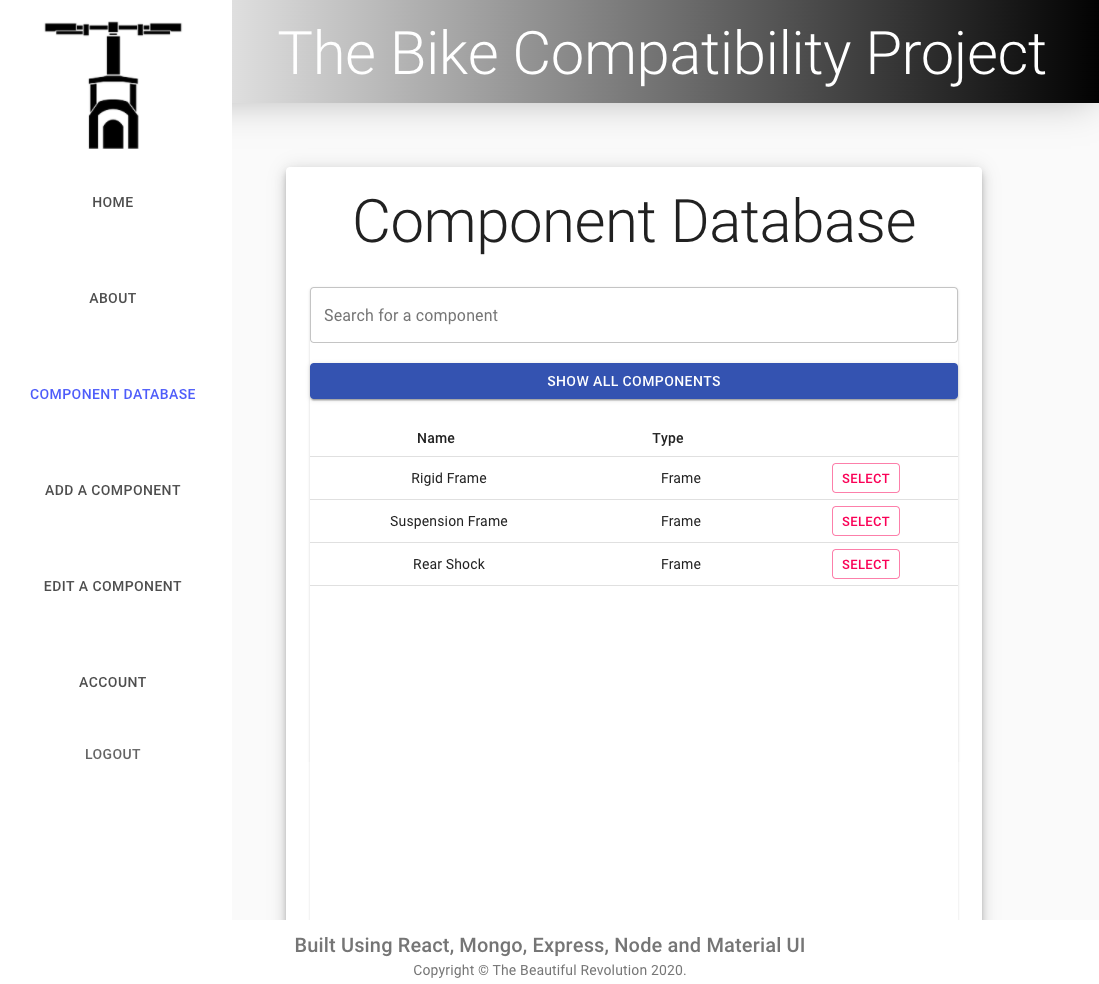 The Bike Compatibility Project
HOME
ABOUT
COMPONENT DATABASE
ADD A COMPONENT
EDIT A COMPONENT
ACCOUNT
LOGOUT
Component Database
Search for a component
SHOW ALL COMPONENTS
Name Type
Rigid Frame Frame SELECT
Suspension Frame Frame SELECT
Rear Shock Frame SELECT
Built Using React, Mongo, Express, Node and Material UI
Copyright © The Beautiful Revolution 2020.